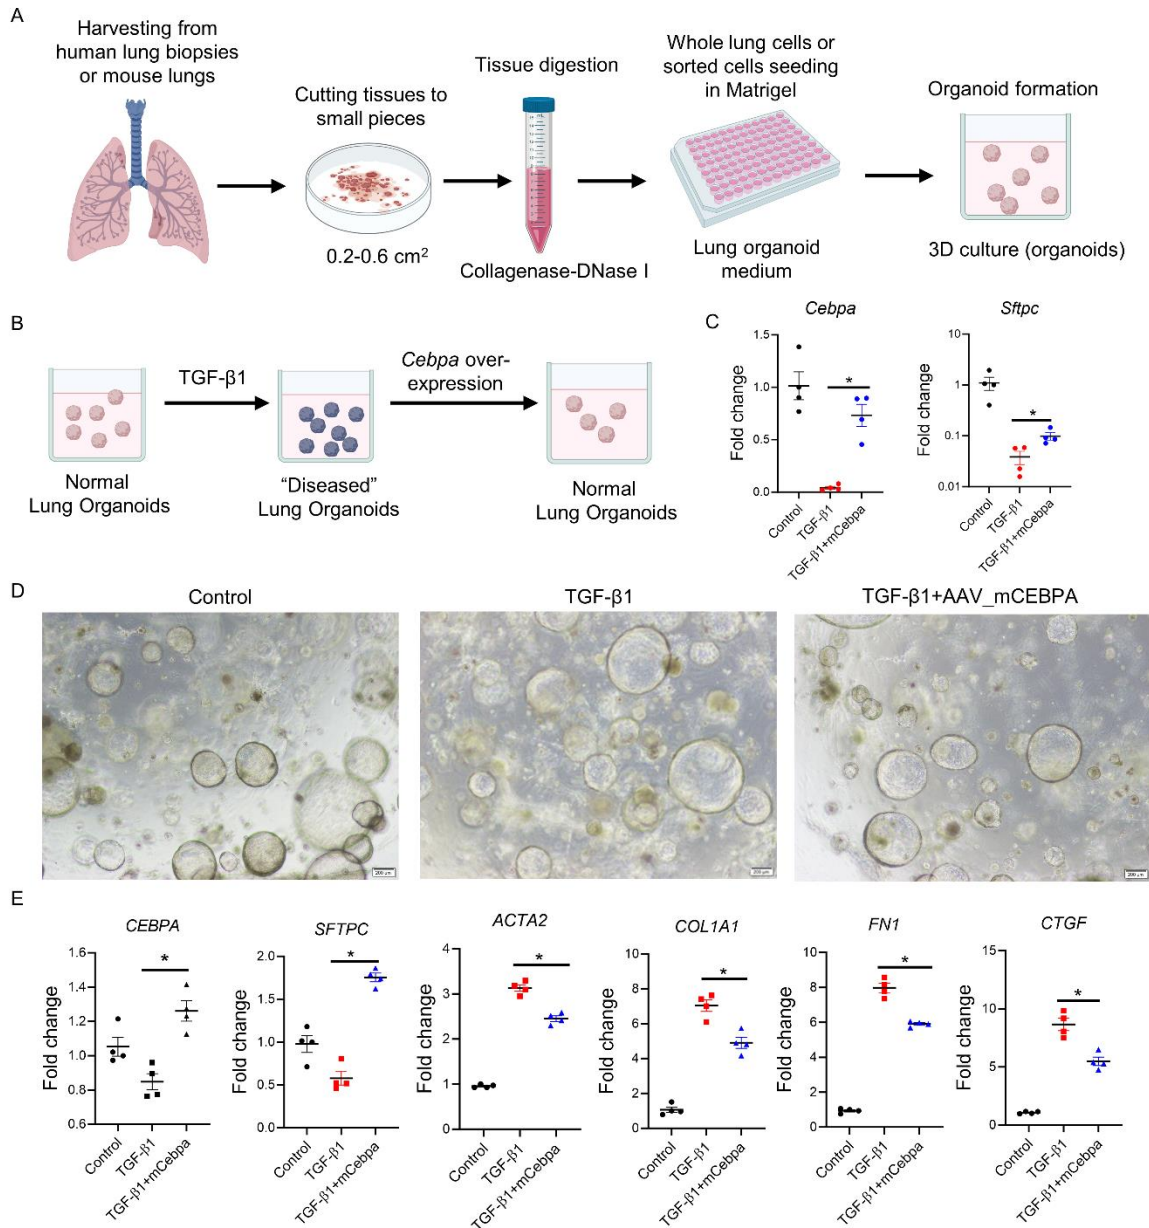 A
Harvesting from
human lung biopsies
or mouse lungs
Cutting tissues to
small pieces
0.2-0.6 cm²
Tissue digestion
Collagenase-DNase I
Whole lung cells or
sorted cells seeding
in Matrigel
Lung organoid
medium
Organoid formation
3D culture (organoids)
B
Normal
Lung Organoids
TGF-β1
"Diseased"
Lung Organoids
Cebpa over-
expression
Normal
Lung Organoids
C
Cebpa
Fold change
1.5
1.0
0.5
0.0
*
Control
TGF-β1
TGF-β1+mCebpa
Sftpc
Fold change
10
1
0.1
0.01
*
Control
TGF-β1
TGF-β1+mCebpa
D
Control
200 μm
TGF-β1
200 μm
TGF-β1+AAV_mCEBPA
200 μm
E
CEBPA
Fold change
1.6
1.4
1.2
1.0
0.8
0.6
*
Control
TGF-β1
TGF-β1+mCebpa
SFTPC
Fold change
2.0
1.5
1.0
0.5
0.0
*
Control
TGF-β1
TGF-β1+mCebpa
ACTA2
Fold change
4
3
2
1
0
*
Control
TGF-β1
TGF-β1+mCebpa
COL1A1
Fold change
10
8
6
4
2
0
*
Control
TGF-β1
TGF-β1+mCebpa
FN1
Fold change
10
8
6
4
2
0
*
Control
TGF-β1
TGF-β1+mCebpa
CTGF
Fold change
15
10
5
0
*
Control
TGF-β1
TGF-β1+mCebpa